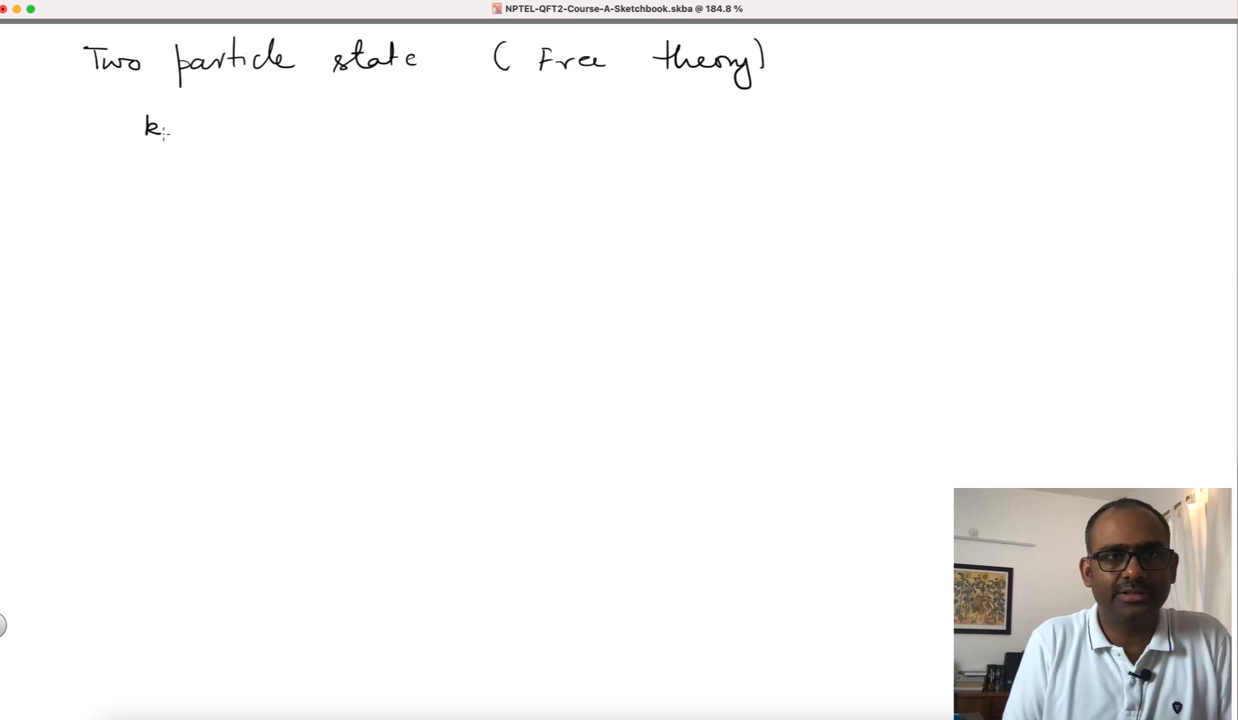 NPTEL-QFT2-Course-A-Sketchbook.skba @ 184.8 %
Two particle state ( Free theory)
k